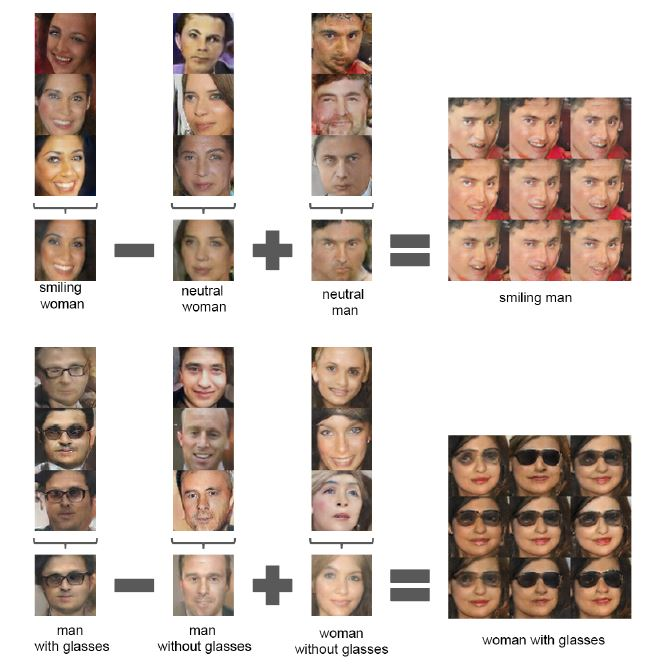 smiling
woman
neutral
woman
neutral
man
smiling man
man
with glasses
man
without glasses
woman
without glasses
woman with glasses